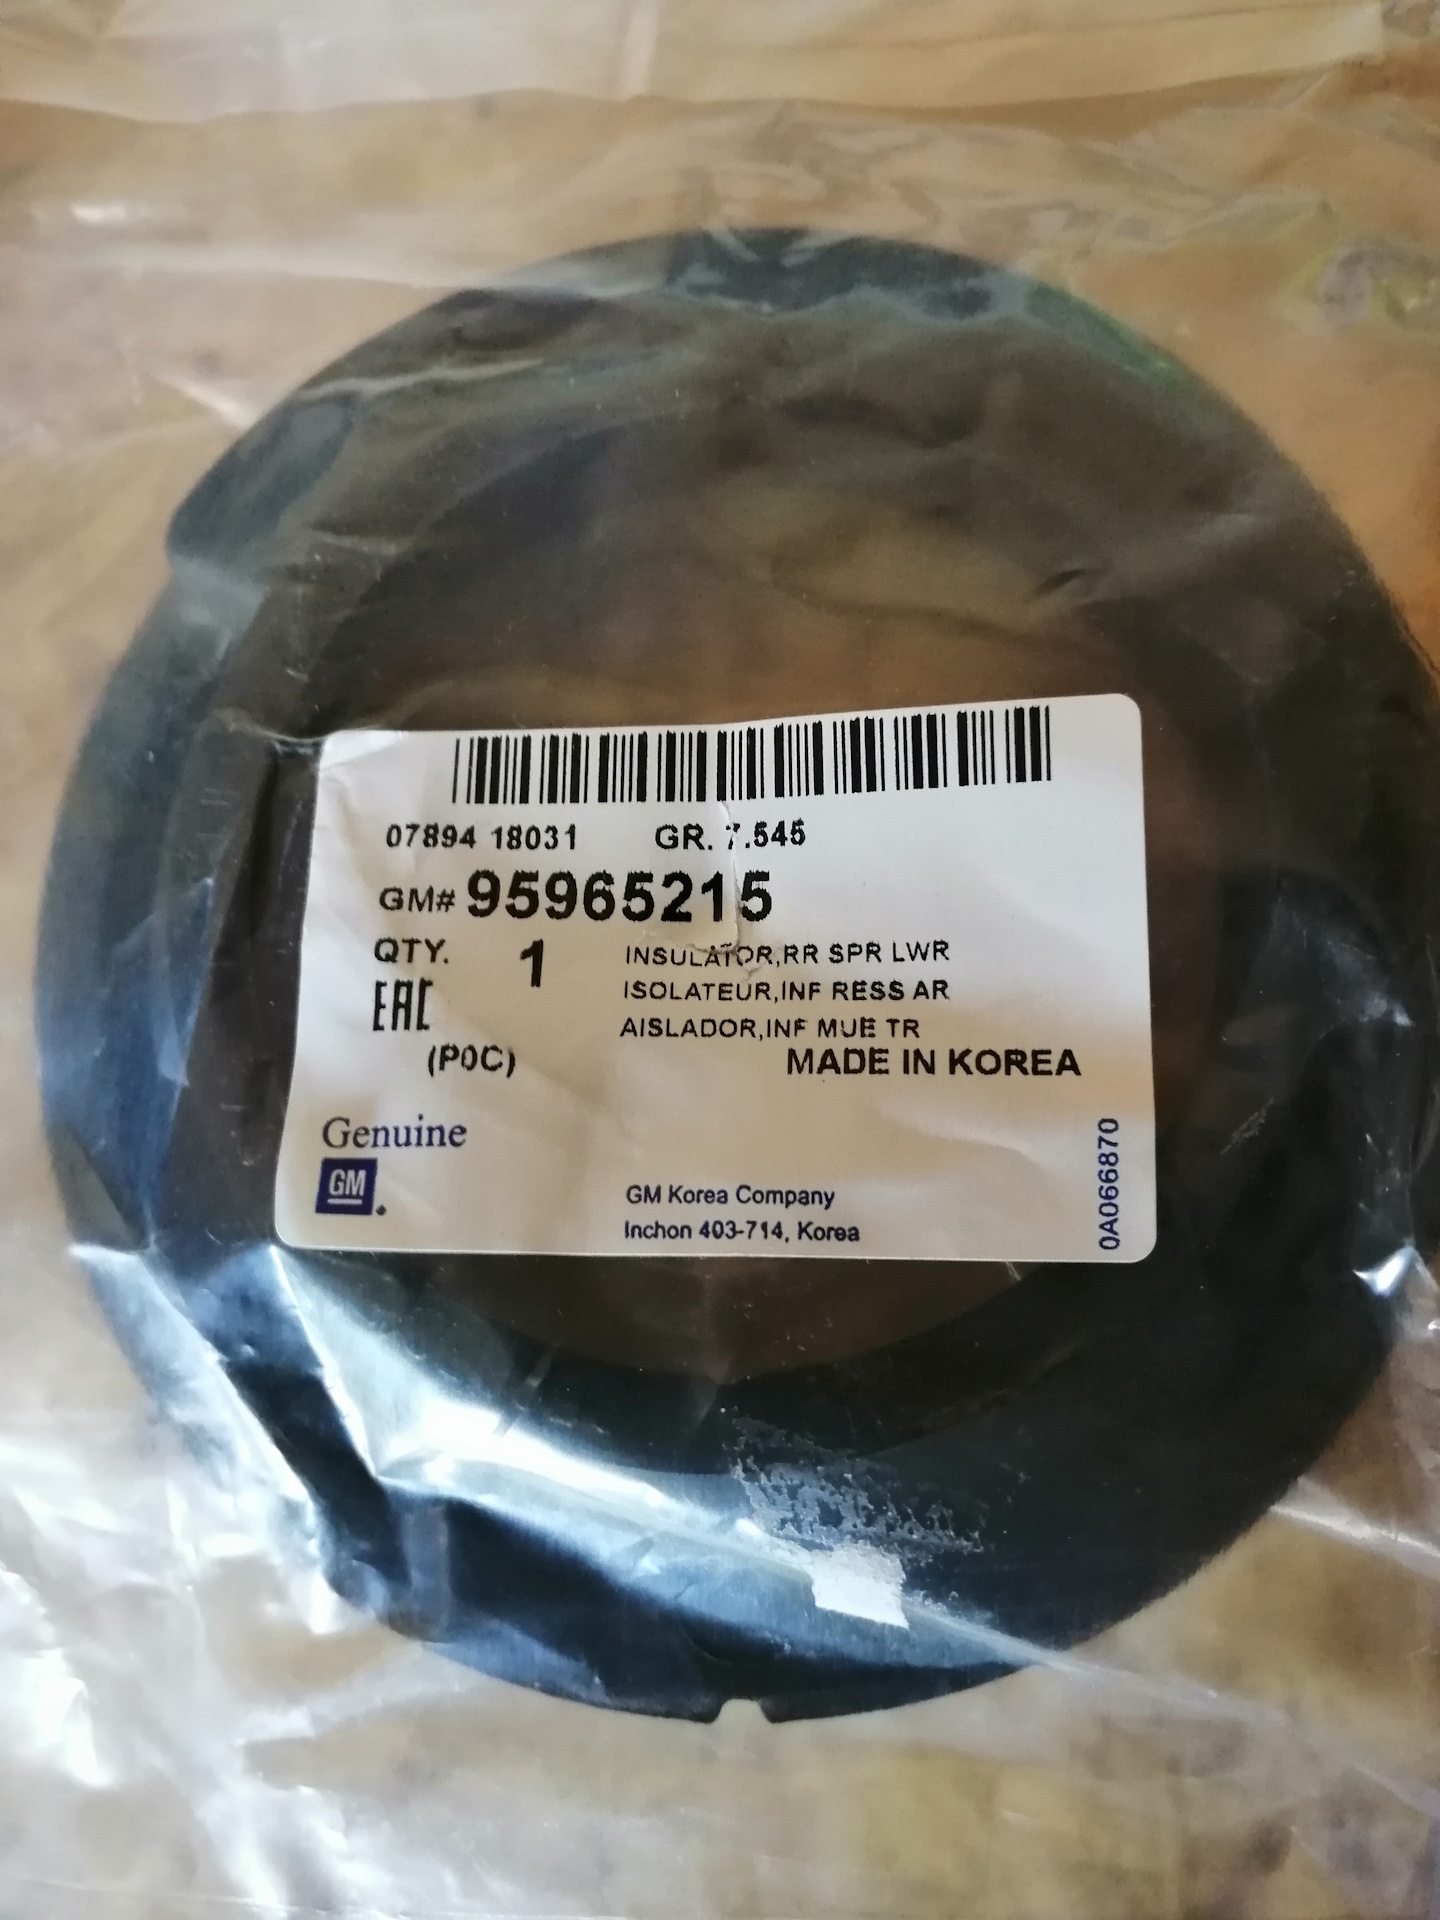 07894 18031 GR. 7.545
GM# 95965215
QTY. 1 INSULATOR,RR SPR LWR
EAC ISOLATEUR,INF RESS AR
AISLADOR,INF MUE TR
(P0C) MADE IN KOREA
Genuine
GM
GM Korea Company
Inchon 403-714, Korea
0A066870